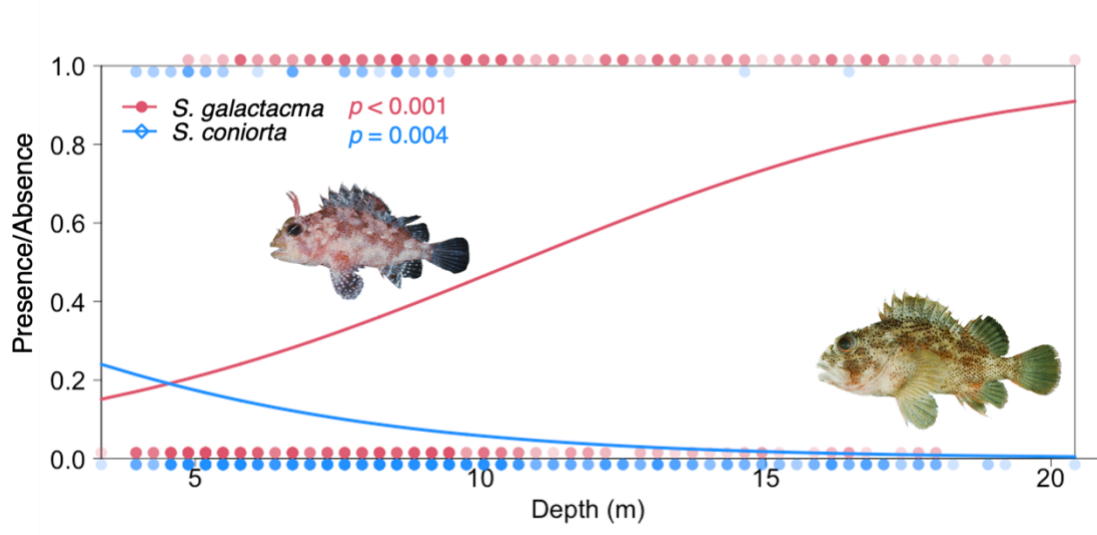 1.0
0.8
0.6
0.4
0.2
0.0
Presence/Absence
S. galactacma p < 0.001
S. coniorta p = 0.004
5 10 15 20
Depth (m)